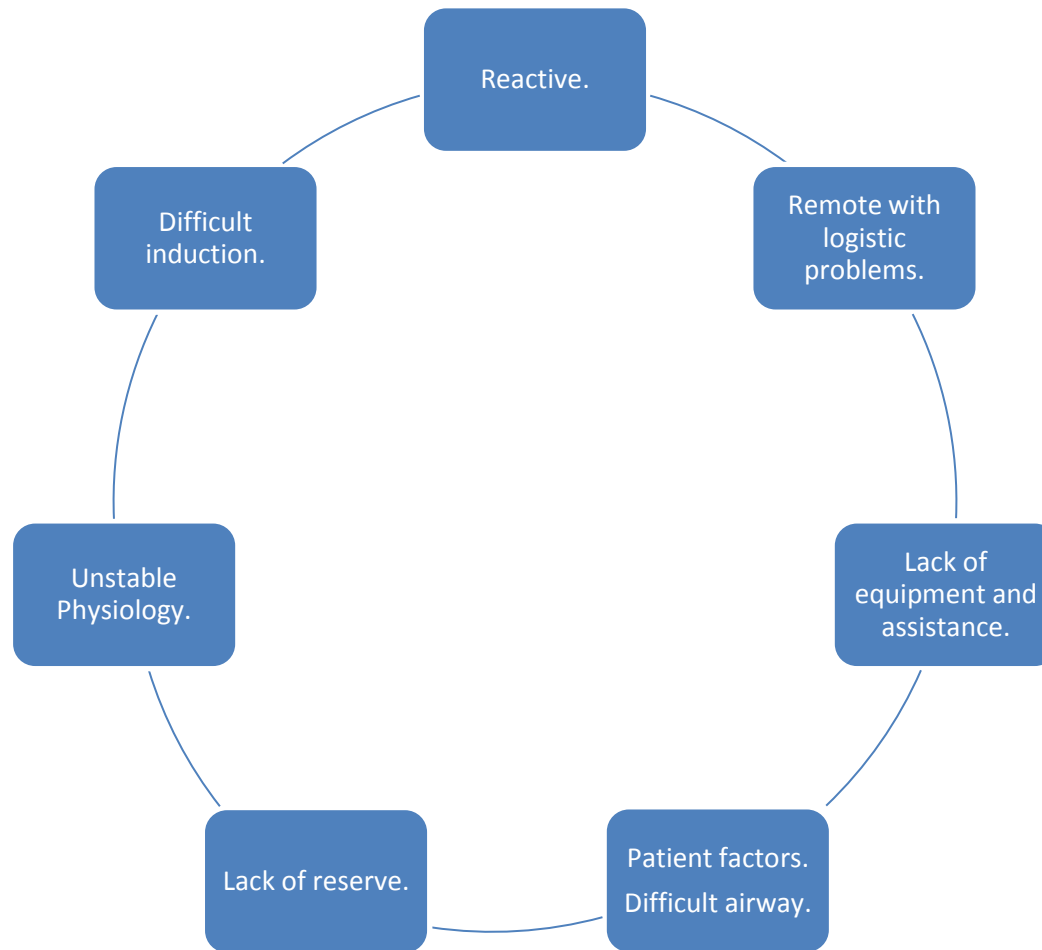 Reactive.
Remote with
logistic
problems.
Lack of
equipment and
assistance.
Patient factors.
Difficult airway.
Lack of reserve.
Unstable
Physiology.
Difficult
induction.